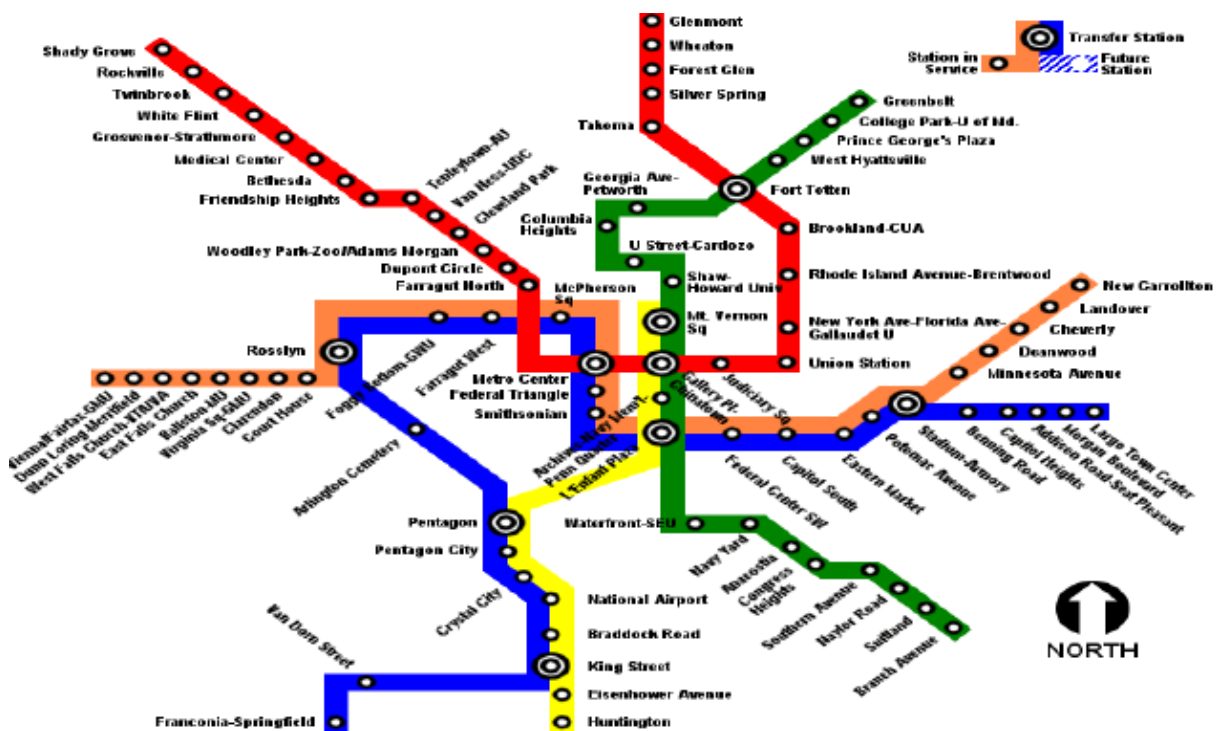 Glenmont
Wheaton
Forest Glen
Silver Spring
Takoma
Transfer Station
Station in
Service
Future
Station
Shady Grove
Rockville
Twinbrook
White Flint
Grosvenor-Strathmore
Medical Center
Bethesda
Friendship Heights
Tenleytown-AU
Van Ness-UDC
Cleveland Park
Woodley Park-Zoo/Adams Morgan
Dupont Circle
Farragut North
Greenbelt
College Park-U of Md.
Prince George's Plaza
West Hyattsville
Fort Totten
Georgia Ave-
Petworth
Columbia
Heights
U Street-Cardozo
Shaw-
Howard Univ
Brookland-CUA
Rhode Island Avenue-Brentwood
New York Ave-Florida Ave-
Gallaudet U
Union Station
McPherson
Sq
Mt. Vernon
Sq
New Carrollton
Landover
Cheverly
Deanwood
Minnesota Avenue
Rosslyn
Foggy Bottom-GWU
Farragut West
Metro Center
Federal Triangle
Smithsonian
Gallery Pl-
Chinatown
Judiciary Sq
Vienna/Fairfax-GMU
Dunn Loring-Merrifield
West Falls Church-VT/UVA
East Falls Church
Ballston-MU
Virginia Sq-GMU
Clarendon
Court House
Archives-Navy Mem'l-
Penn Quarter
L'Enfant Plaza
Federal Center SW
Capitol South
Eastern Market
Potomac Avenue
Stadium-Armory
Benning Road
Capitol Heights
Addison Road-Seat Pleasant
Morgan Boulevard
Largo Town Center
Arlington Cemetery
Pentagon
Pentagon City
Crystal City
National Airport
Braddock Road
King Street
Eisenhower Avenue
Huntington
Van Dorn Street
Franconia-Springfield
Waterfront-SEU
Navy Yard
Anacostia
Congress
Heights
Southern Avenue
Naylor Road
Suitland
Branch Avenue
NORTH